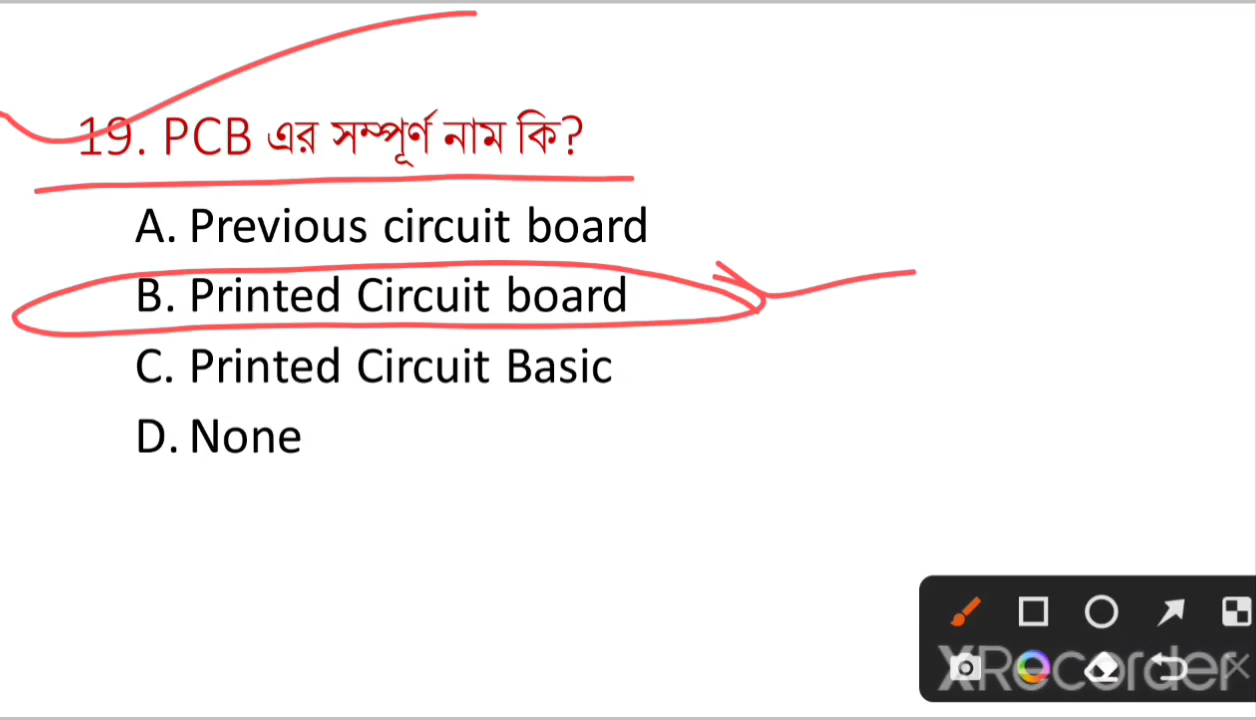 19. PCB এর সম্পূর্ণ নাম কি?
A. Previous circuit board
B. Printed Circuit board
C. Printed Circuit Basic
D. None
XRecorder